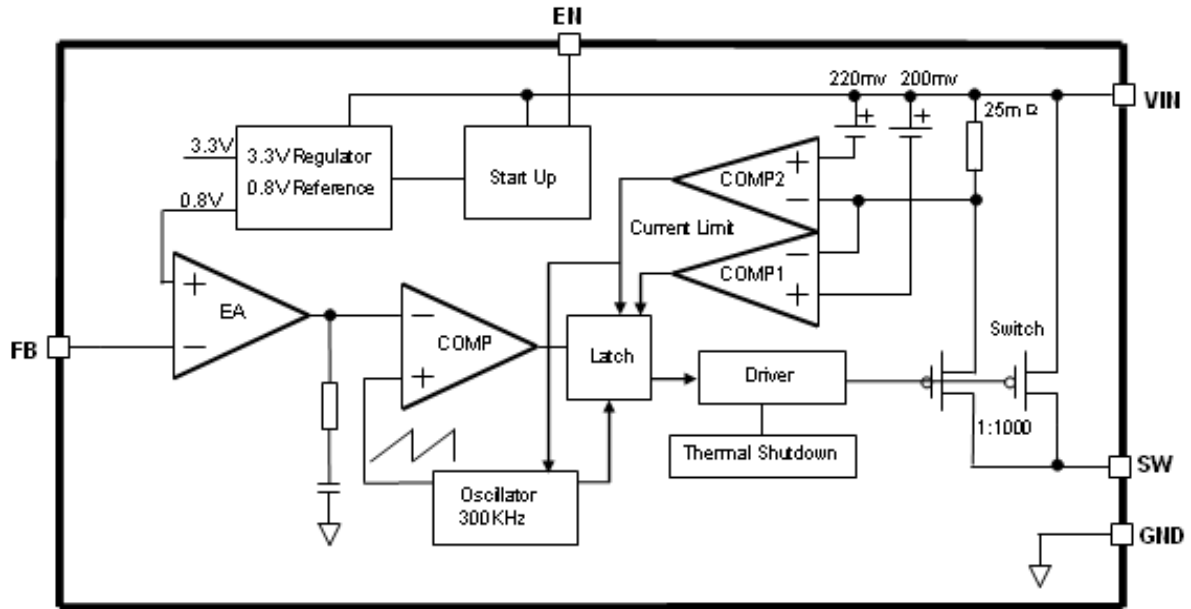 EN
220mv 200mv
VIN
25mΩ
3.3V
3.3V Regulator
0.8V Reference
0.8V
Start Up
+
COMP2
−
Current Limit
−
COMP1
+
+
EA
−
FB
−
COMP
+
Latch
Driver
Switch
1:1000
Thermal Shutdown
SW
Oscillator
300KHz
GND